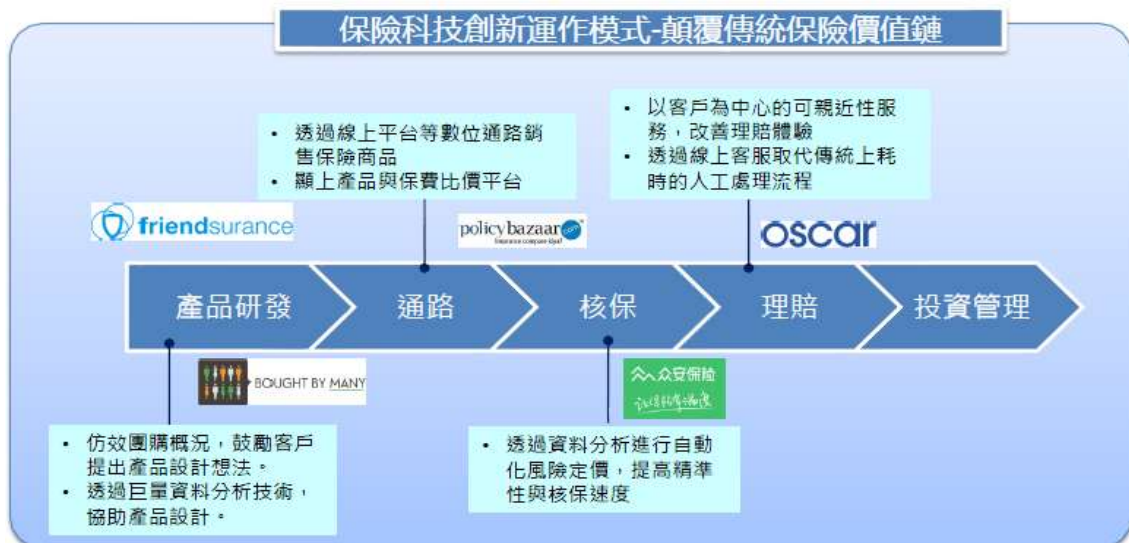 保險科技創新運作模式-顛覆傳統保險價值鏈
• 透過線上平台等數位通路銷
售保險商品
• 顯上產品與保費比價平台
• 以客戶為中心的可親近性服
務，改善理賠體驗
• 透過線上客服取代傳統上耗
時的人工處理流程
friendsurance
policybazaar.com
oscar
產品研發
通路
核保
理賠
投資管理
BOUGHT BY MANY
众安保险
• 仿效團購概況，鼓勵客戶
提出產品設計想法。
• 透過巨量資料分析技術，
協助產品設計。
• 透過資料分析進行自動
化風險定價，提高精準
性與核保速度